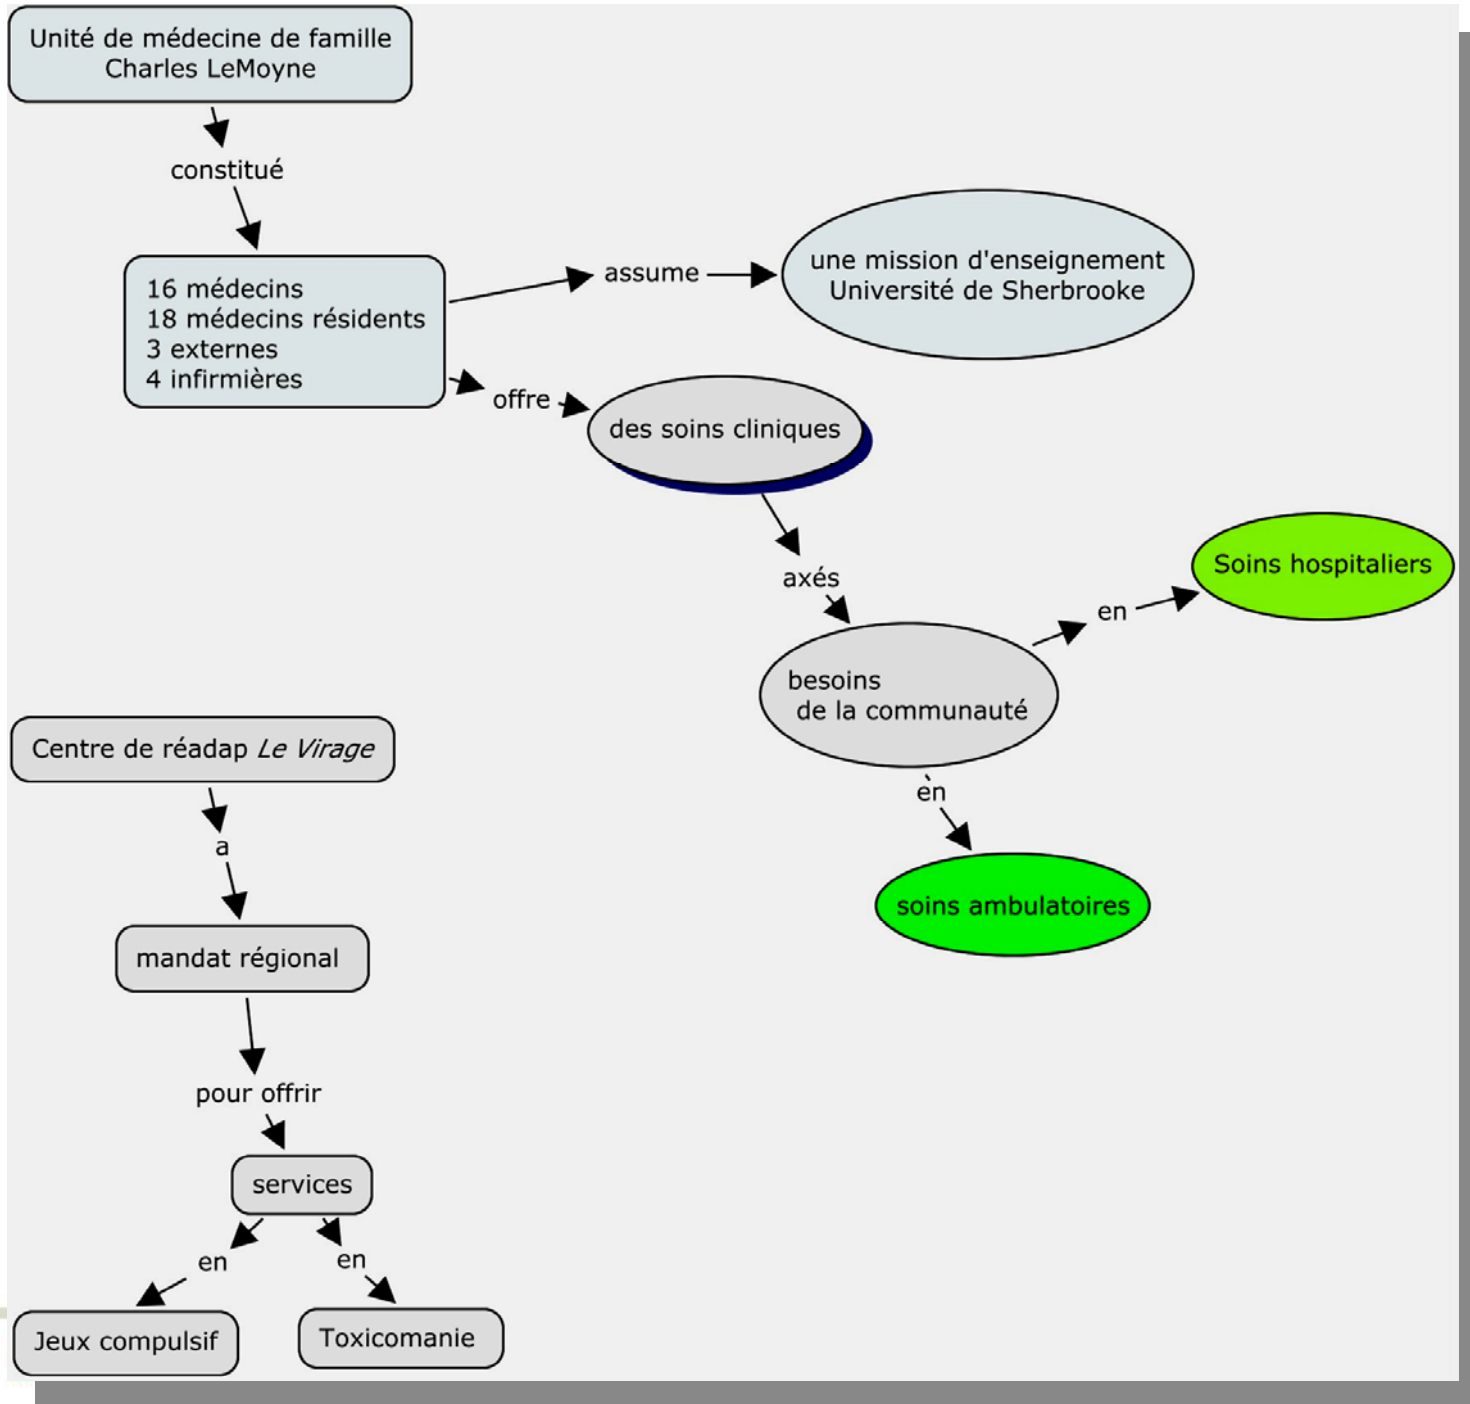 Unité de médecine de famille
Charles LeMoyne
constitué
16 médecins
18 médecins résidents
3 externes
4 infirmières
assume
une mission d'enseignement
Université de Sherbrooke
offre
des soins cliniques
axés
besoins
de la communauté
en
Soins hospitaliers
en
soins ambulatoires
Centre de réadap Le Virage
a
mandat régional
pour offrir
services
en
Jeux compulsif
en
Toxicomanie